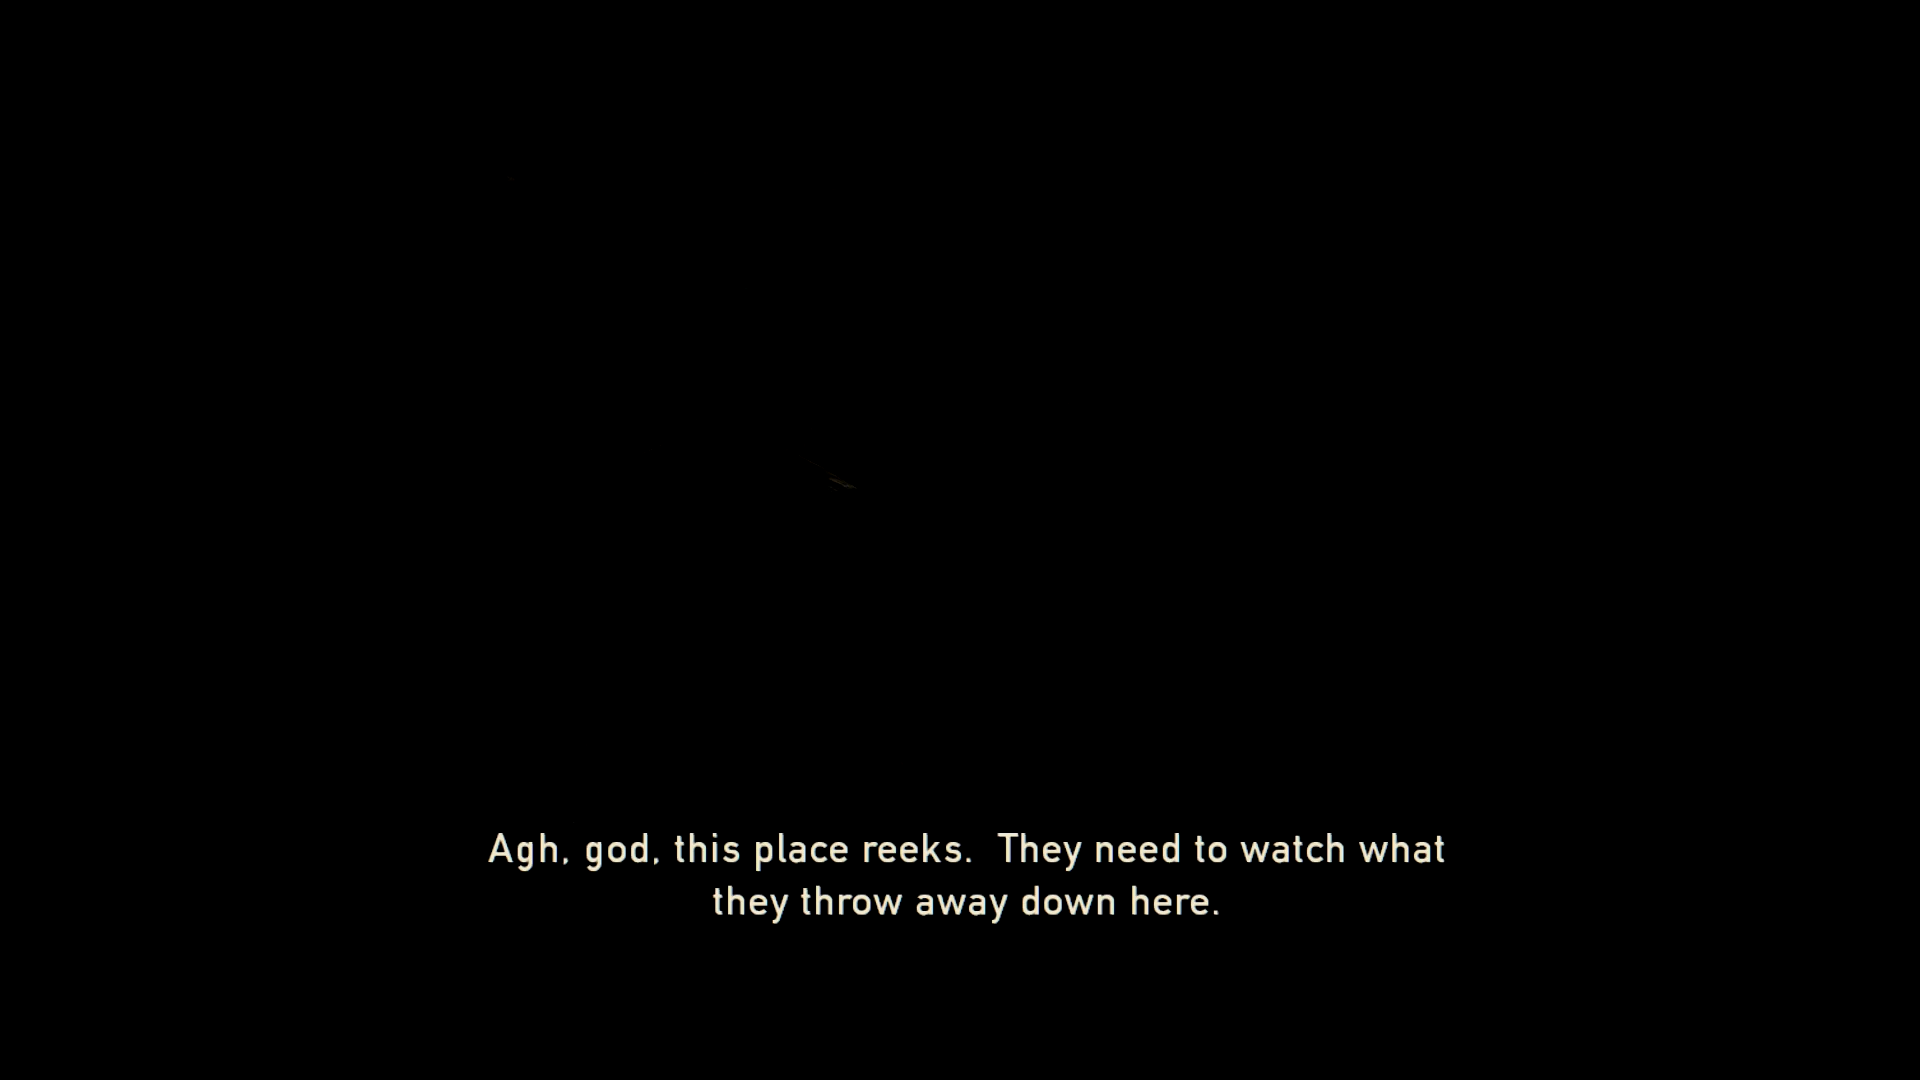 Agh, god, this place reeks.  They need to watch what
they throw away down here.